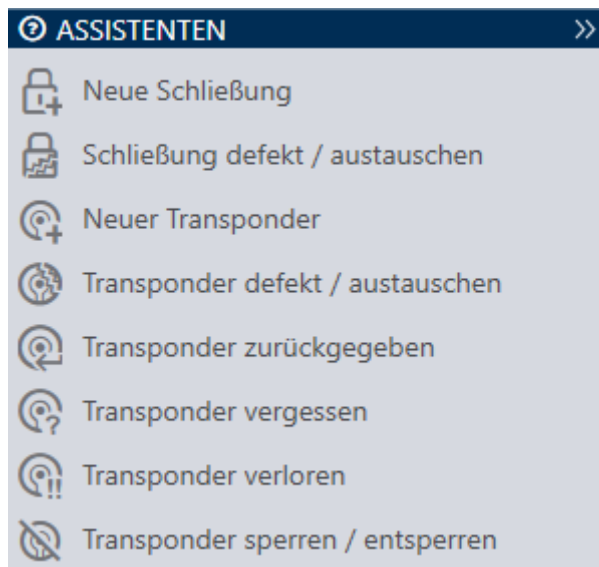 ASSISTENTEN
Neue Schließung
Schließung defekt / austauschen
Neuer Transponder
Transponder defekt / austauschen
Transponder zurückgegeben
Transponder vergessen
Transponder verloren
Transponder sperren / entsperren